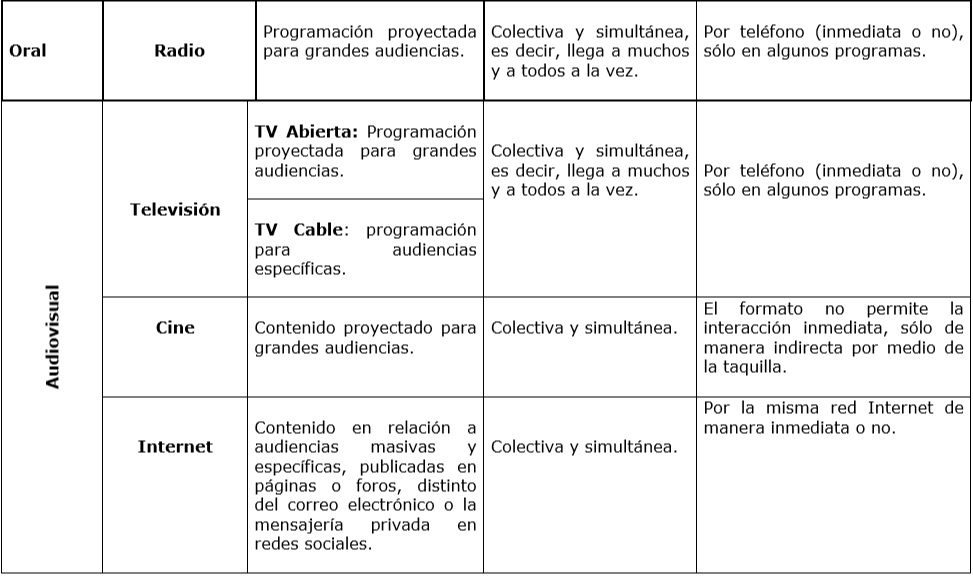 Oral
Radio
Programación proyectada
para grandes audiencias.
Colectiva y simultánea,
es decir, llega a muchos
y a todos a la vez.
Por teléfono (inmediata o no),
sólo en algunos programas.
Audiovisual
Televisión
TV Abierta: Programación
proyectada para grandes
audiencias.
TV Cable: programación
para audiencias
específicas.
Colectiva y simultánea,
es decir, llega a muchos
y a todos a la vez.
Por teléfono (inmediata o no),
sólo en algunos programas.
Cine
Contenido proyectado para
grandes audiencias.
Colectiva y simultánea.
El formato no permite la
interacción inmediata, sólo de
manera indirecta por medio de
la taquilla.
Internet
Contenido en relación a
audiencias masivas y
específicas, publicadas en
páginas o foros, distinto
del correo electrónico o la
mensajería privada en
redes sociales.
Colectiva y simultánea.
Por la misma red Internet de
manera inmediata o no.